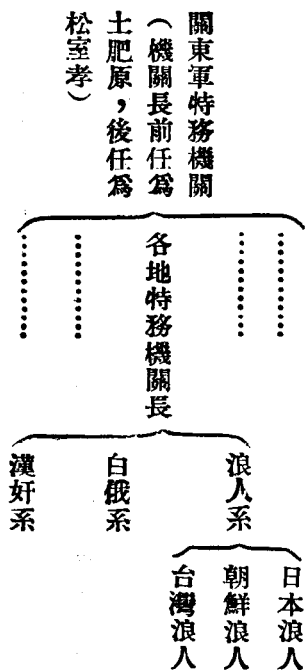 關東軍特務機關
（機關長前任爲
土肥原，後任爲
松室孝）
…………
…………
各地特務機關長
…………
…………
浪人系
白俄系
漢奸系
日本浪人
朝鮮浪人
台灣浪人